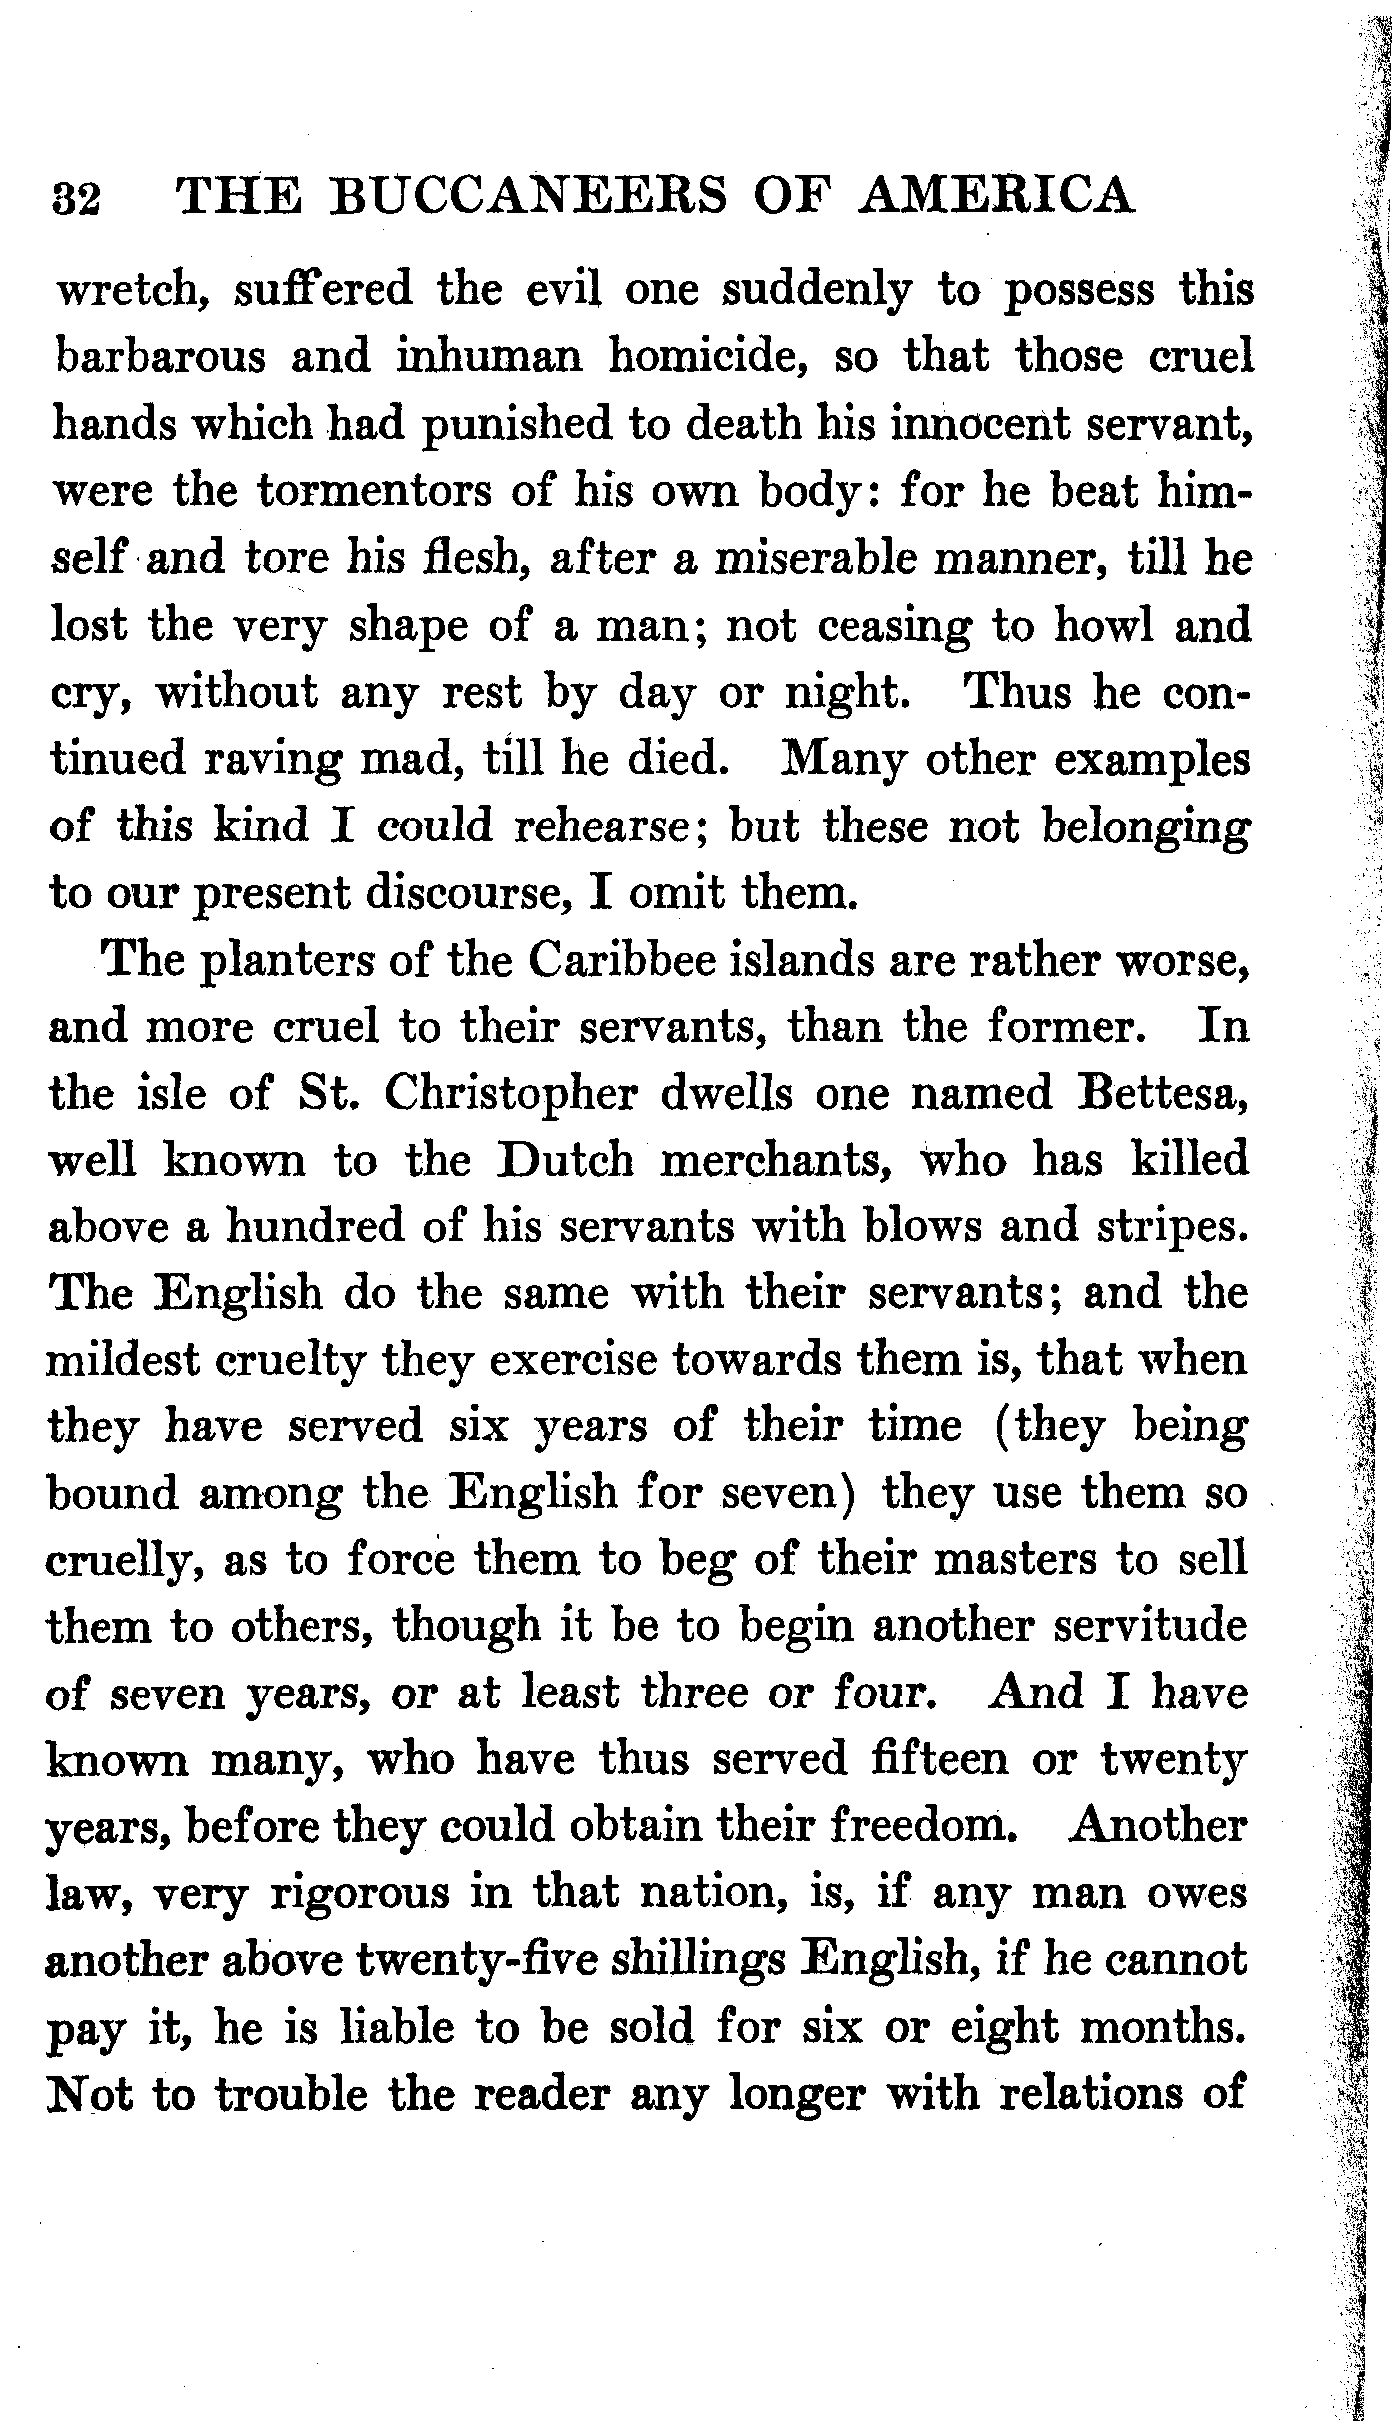 32 THE BUCCANEERS OF AMERICA
wretch, suffered the evil one suddenly to possess this
barbarous and inhuman homicide, so that those cruel
hands which had punished to death his innocent servant,
were the tormentors of his own body: for he beat him-
self and tore his flesh, after a miserable manner, till he
lost the very shape of a man; not ceasing to howl and
cry, without any rest by day or night. Thus he con-
tinued raving mad, till he died. Many other examples
of this kind I could rehearse; but these not belonging
to our present discourse, I omit them.
The planters of the Caribbee islands are rather worse,
and more cruel to their servants, than the former. In
the isle of St. Christopher dwells one named Bettesa,
well known to the Dutch merchants, who has killed
above a hundred of his servants with blows and stripes.
The English do the same with their servants; and the
mildest cruelty they exercise towards them is, that when
they have served six years of their time (they being
bound among the English for seven) they use them so
cruelly, as to force them to beg of their masters to sell
them to others, though it be to begin another servitude
of seven years, or at least three or four. And I have
known many, who have thus served fifteen or twenty
years, before they could obtain their freedom. Another
law, very rigorous in that nation, is, if any man owes
another above twenty-five shillings English, if he cannot
pay it, he is liable to be sold for six or eight months.
Not to trouble the reader any longer with relations of